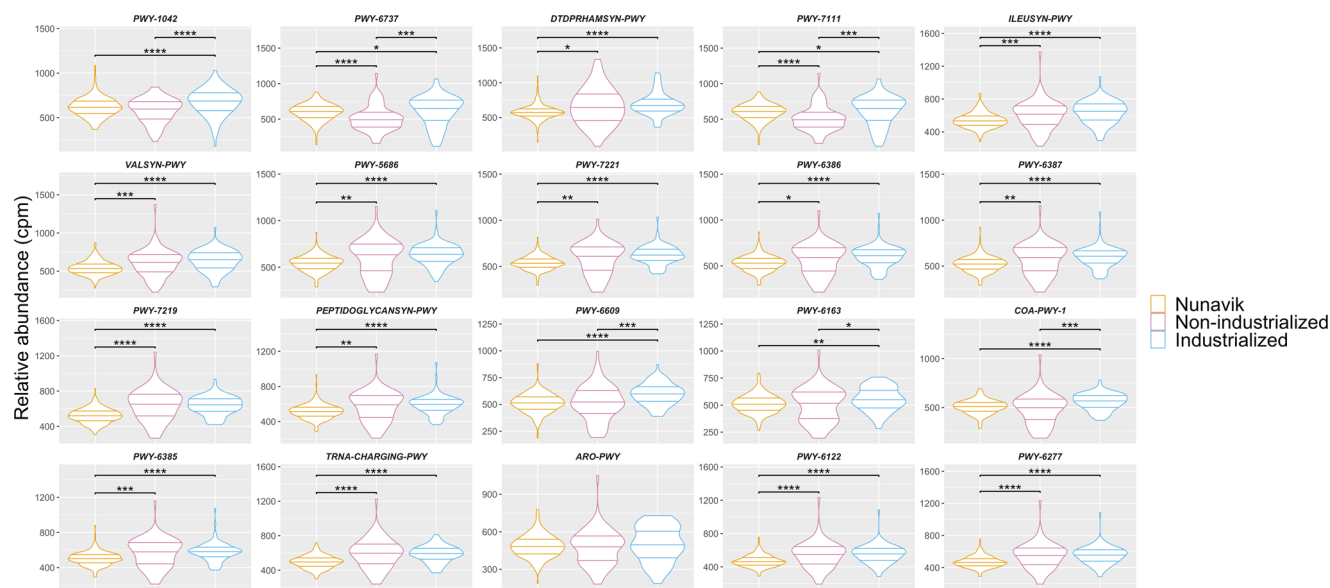 PWY-1042 PWY-6737 DTDPRHAMSYN-PWY PWY-7111 ILEUSYN-PWY
1500 1000 500
**** ****
1500 1000 500 0
*** * ****
1500 1000 500
**** *
1500 1000 500 0
*** * ****
1600 1200 800 400
**** ***
VALSYN-PWY PWY-5686 PWY-7221 PWY-6386 PWY-6387
1500 1000 500
**** ***
1500 1000 500
**** **
1500 1000 500
**** **
1500 1000 500
**** *
1500 1000 500
**** **
PWY-7219 PEPTIDOGLYCANSYN-PWY PWY-6609 PWY-6163 COA-PWY-1
1600 1200 800 400
**** ****
1600 1200 800 400
**** **
1250 1000 750 500 250
*** ****
1250 1000 750 500 250
* **
1000 500
*** ****
PWY-6385 TRNA-CHARGING-PWY ARO-PWY PWY-6122 PWY-6277
1200 800 400
**** ***
1600 1200 800 400
**** ****
900 600 300
1600 1200 800 400
**** ****
1600 1200 800 400
**** ****
Relative abundance (cpm)
Nunavik
Non-industrialized
Industrialized